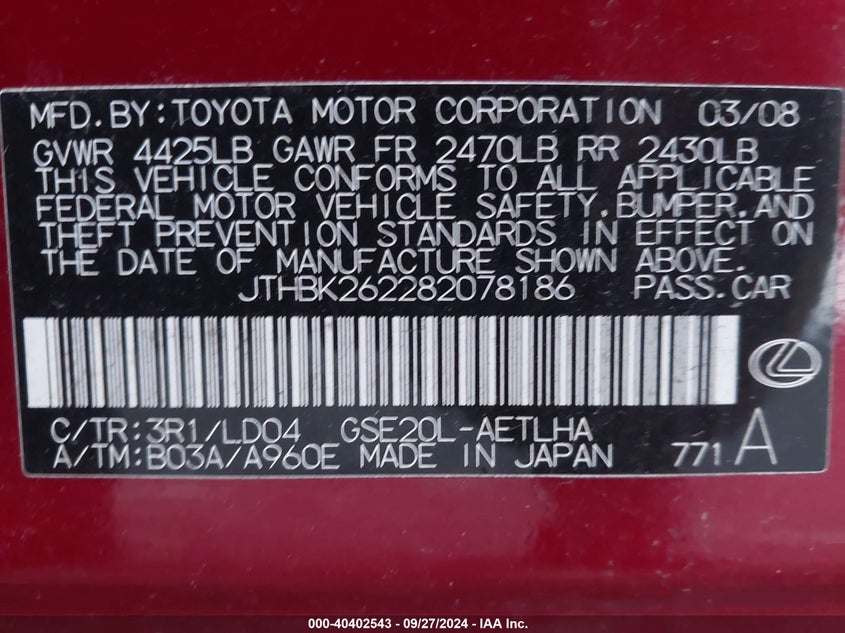 MFD.BY:TOYOTA MOTOR CORPORATION 03/08
GVWR 4425LB GAWR FR 2470LB RR 2430LB
THIS VEHICLE CONFORMS TO ALL APPLICABLE
FEDERAL MOTOR VEHICLE SAFETY,BUMPER,AND
THEFT PREVENTION STANDARDS IN EFFECT ON
THE DATE OF MANUFACTURE SHOWN ABOVE.
JTHBK262282078186 PASS.CAR
C/TR:3R1/LD04 GSE20L-AETLHA
A/TM:B03A/A960E MADE IN JAPAN 771 A
000-40402543 - 09/27/2024 - IAA Inc.